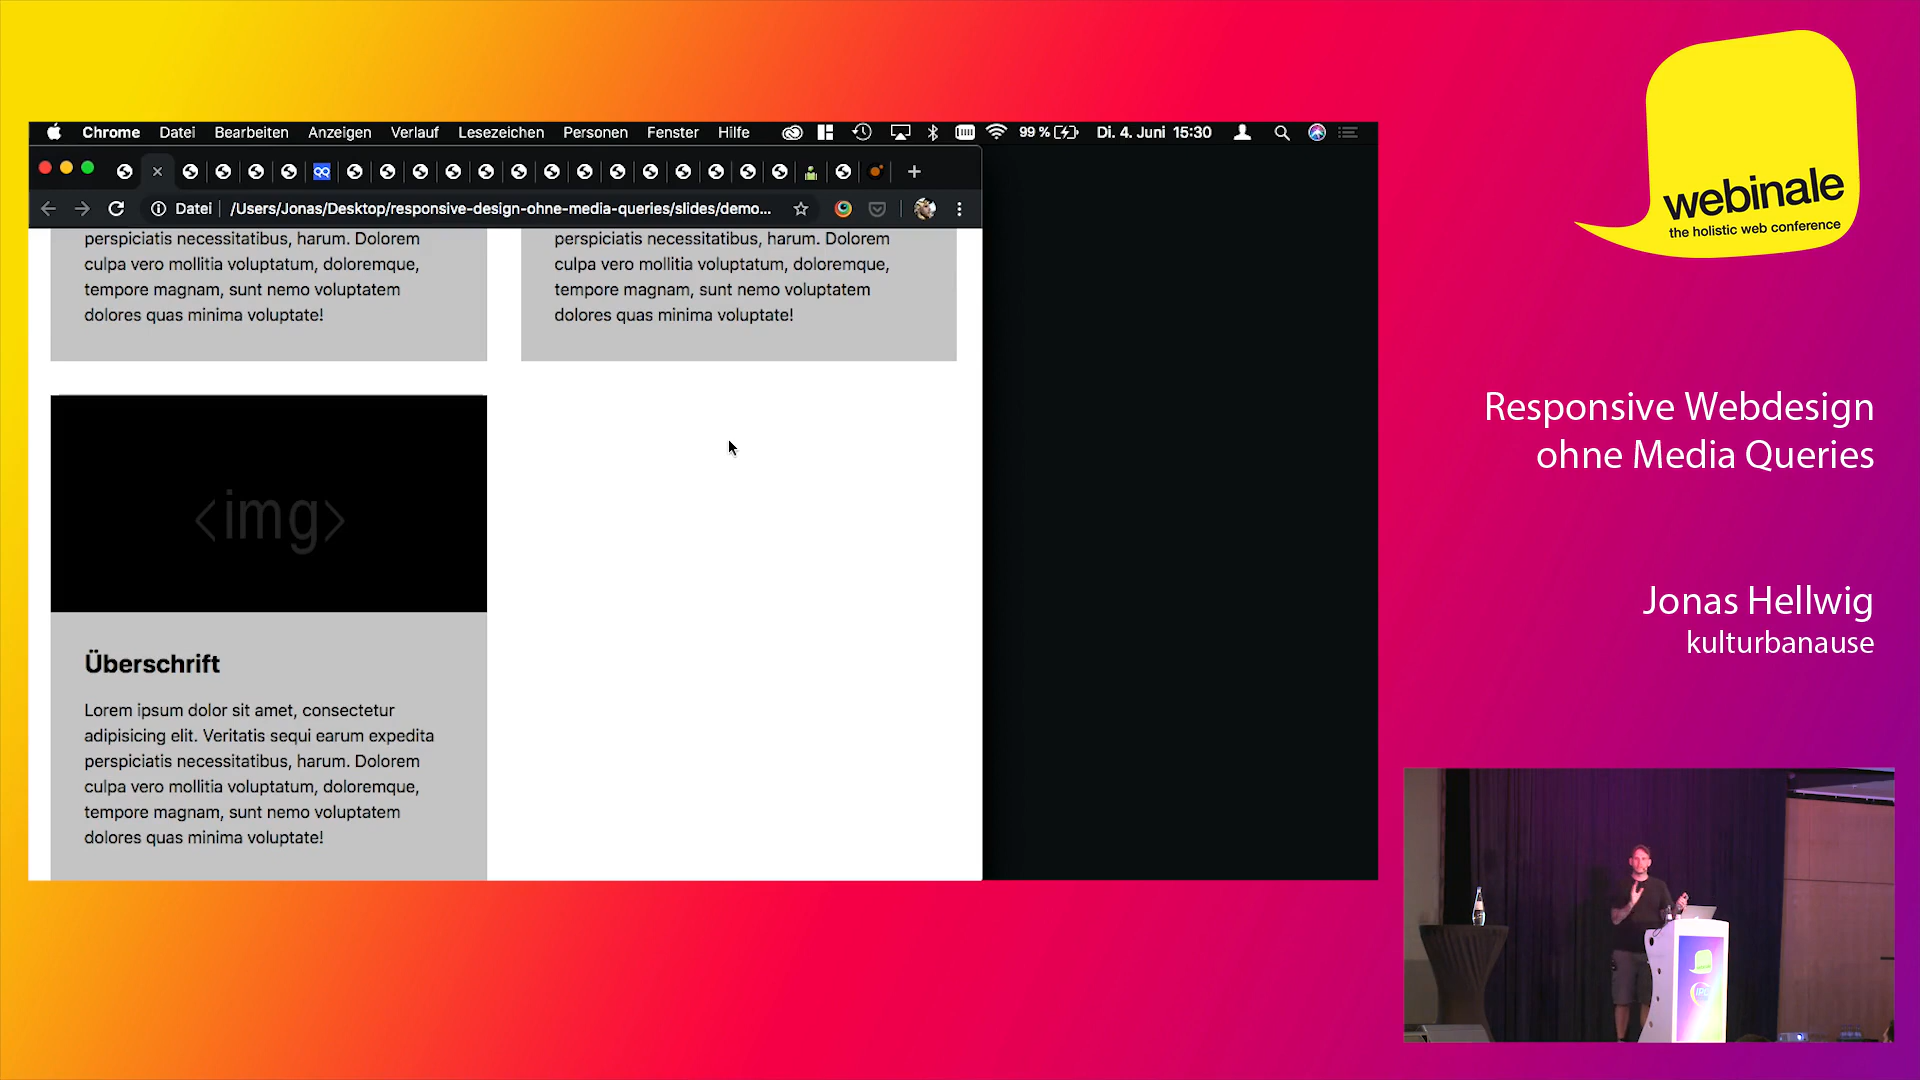 Chrome Datei Bearbeiten Anzeigen Verlauf Lesezeichen Personen Fenster Hilfe 99 % Di. 4. Juni 15:30
Datei /Users/Jonas/Desktop/responsive-design-ohne-media-queries/slides/demo...
perspiciatis necessitatibus, harum. Dolorem
culpa vero mollitia voluptatum, doloremque,
tempore magnam, sunt nemo voluptatem
dolores quas minima voluptate!
perspiciatis necessitatibus, harum. Dolorem
culpa vero mollitia voluptatum, doloremque,
tempore magnam, sunt nemo voluptatem
dolores quas minima voluptate!
<img>
Überschrift
Lorem ipsum dolor sit amet, consectetur
adipisicing elit. Veritatis sequi earum expedita
perspiciatis necessitatibus, harum. Dolorem
culpa vero mollitia voluptatum, doloremque,
tempore magnam, sunt nemo voluptatem
dolores quas minima voluptate!
webinale
the holistic web conference
Responsive Webdesign
ohne Media Queries
Jonas Hellwig
kulturbanause